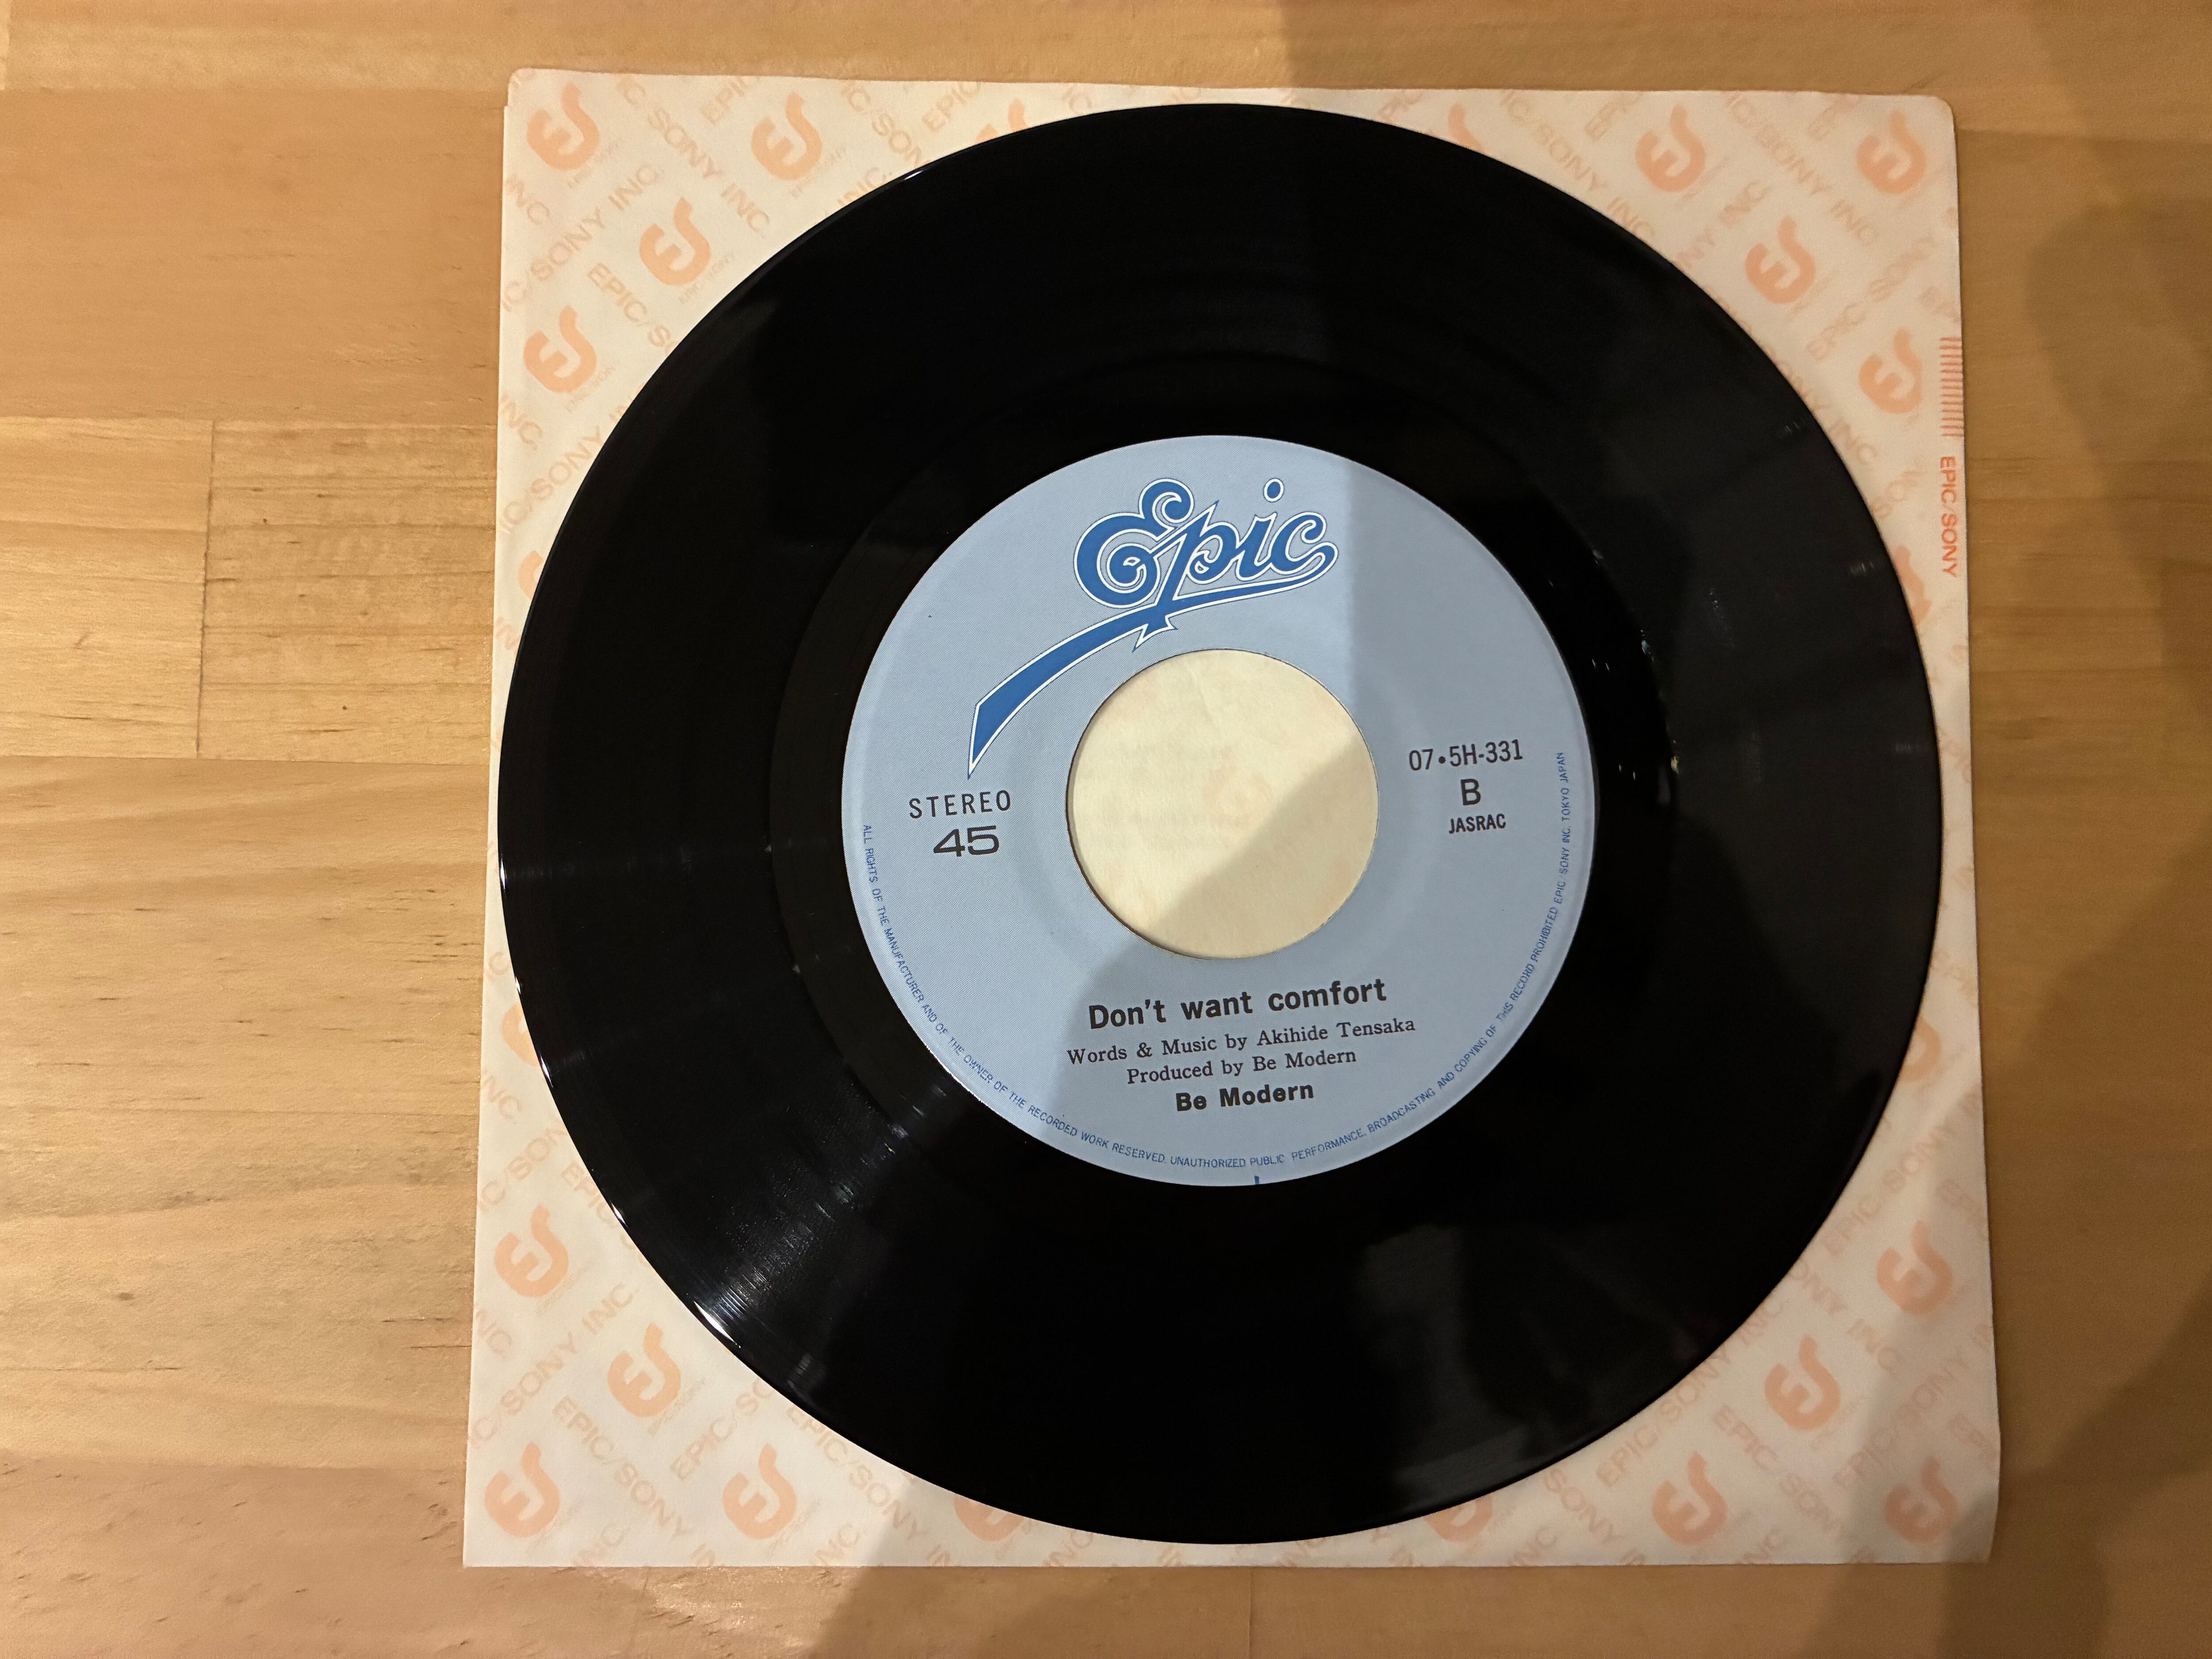 Epic
STEREO
45
07•5H-331
B
JASRAC
Don't want comfort
Words & Music by Akihide Tensaka
Produced by Be Modern
Be Modern
ALL RIGHTS OF THE MANUFACTURER AND OF THE OWNER OF THE RECORDED WORK RESERVED. UNAUTHORIZED PUBLIC PERFORMANCE, BROADCASTING AND COPYING OF THIS RECORD PROHIBITED EPIC/SONY INC. TOKYO JAPAN
EPIC/SONY
EPIC/SONY INC.